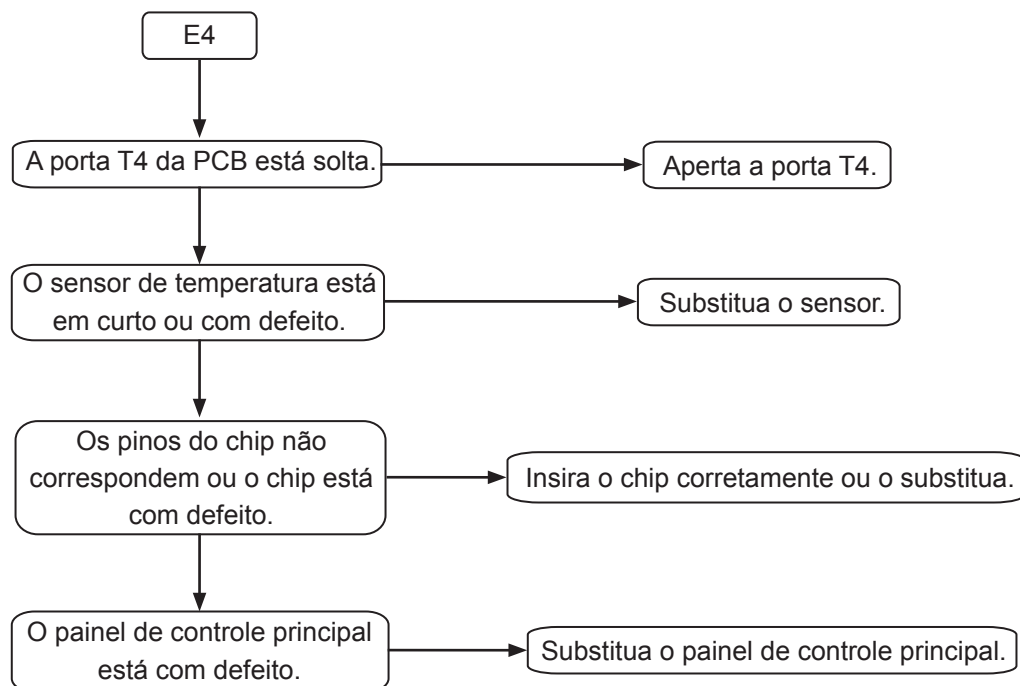 E4
A porta T4 da PCB está solta.
Aperta a porta T4.
O sensor de temperatura está
em curto ou com defeito.
Substitua o sensor.
Os pinos do chip não
correspondem ou o chip está
com defeito.
Insira o chip corretamente ou o substitua.
O painel de controle principal
está com defeito.
Substitua o painel de controle principal.